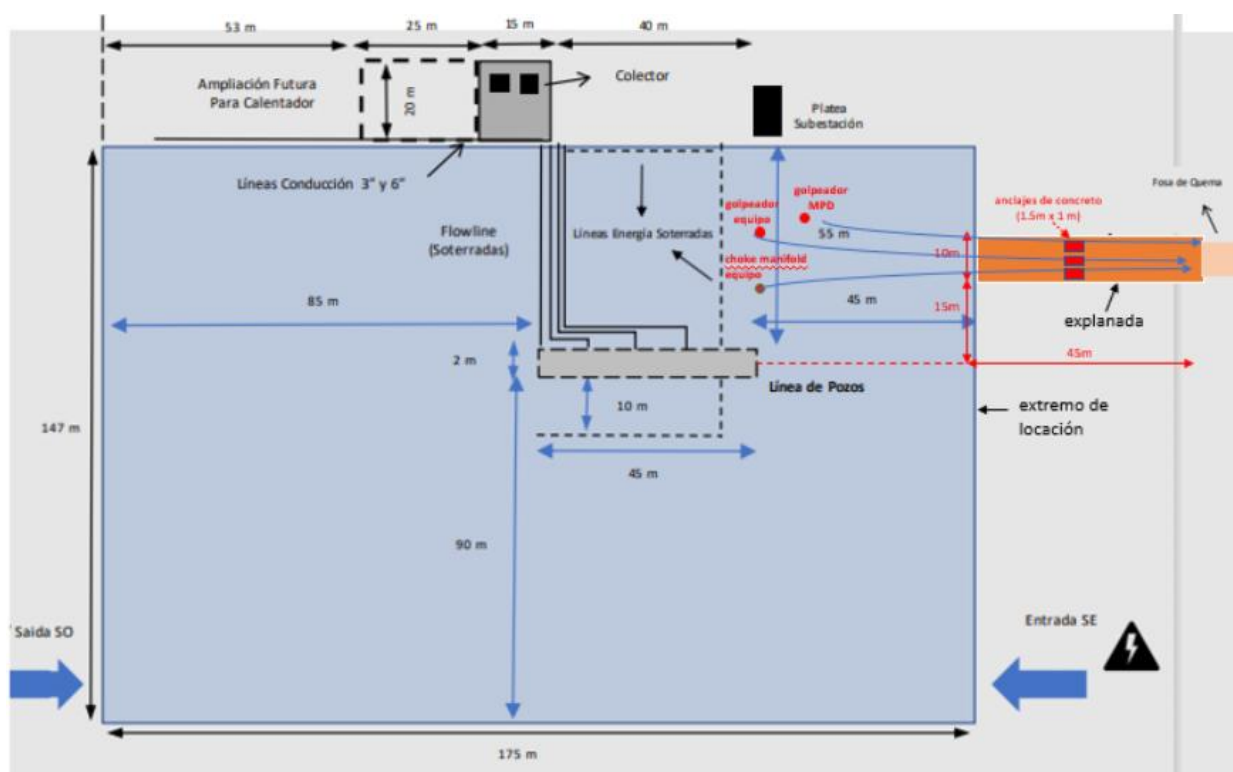 53 m
25 m
15 m
40 m
Ampliación Futura
Para Calentador
20 m
Colector
Platea
Subestación
Líneas Conducción 3" y 6"
golpeador
MPD
golpeador
equipo
anclajes de concreto
(1.5m x 1 m)
Fosa de Quema
Flowline
(Soterradas)
Líneas Energía Soterradas
55 m
10m
choke manifold
equipo
85 m
45 m
15m
explanada
45m
2 m
Línea de Pozos
10 m
extremo de
locación
147 m
45 m
90 m
Saida SO
Entrada SE
175 m